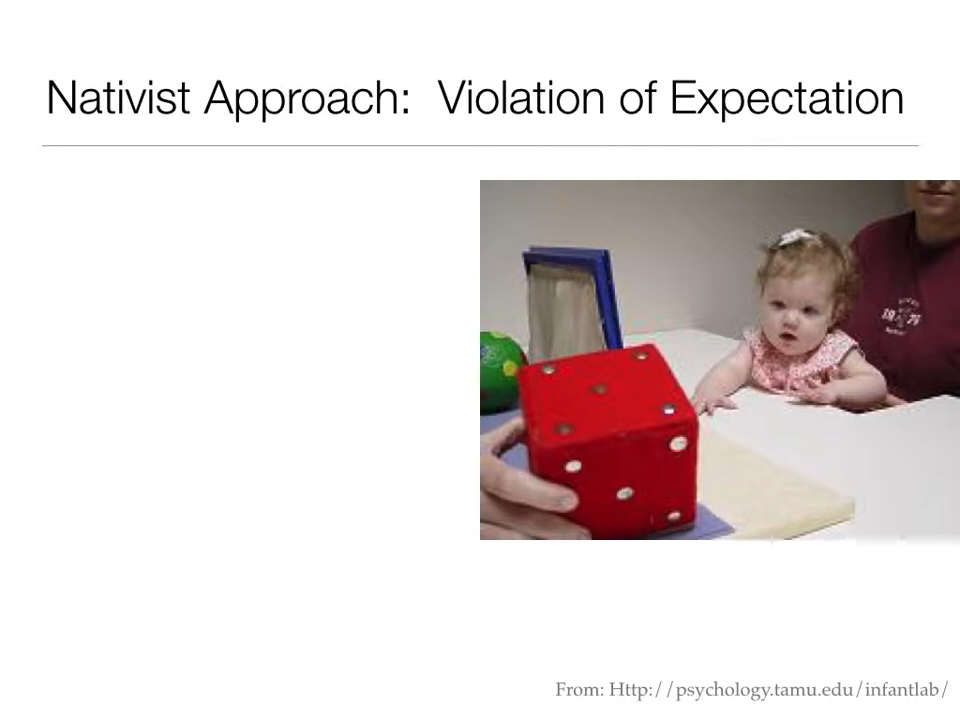 Nativist Approach:  Violation of Expectation
From: Http://psychology.tamu.edu/infantlab/